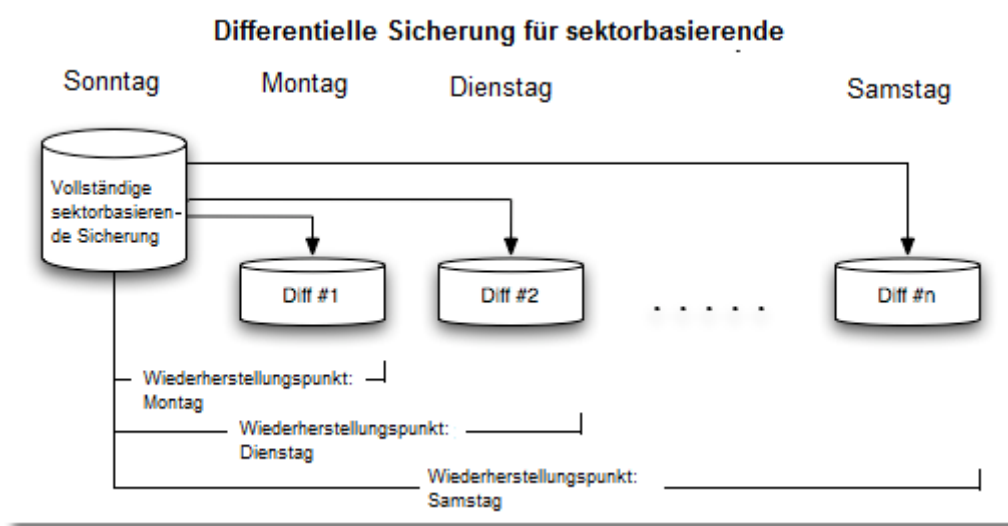 Differentielle Sicherung für sektorbasierende
Sonntag
Montag
Dienstag
Samstag
Vollständige
sektorbasieren-
de Sicherung
Diff #1
Diff #2
. . . . .
Diff #n
Wiederherstellungspunkt:
Montag
Wiederherstellungspunkt:
Dienstag
Wiederherstellungspunkt:
Samstag